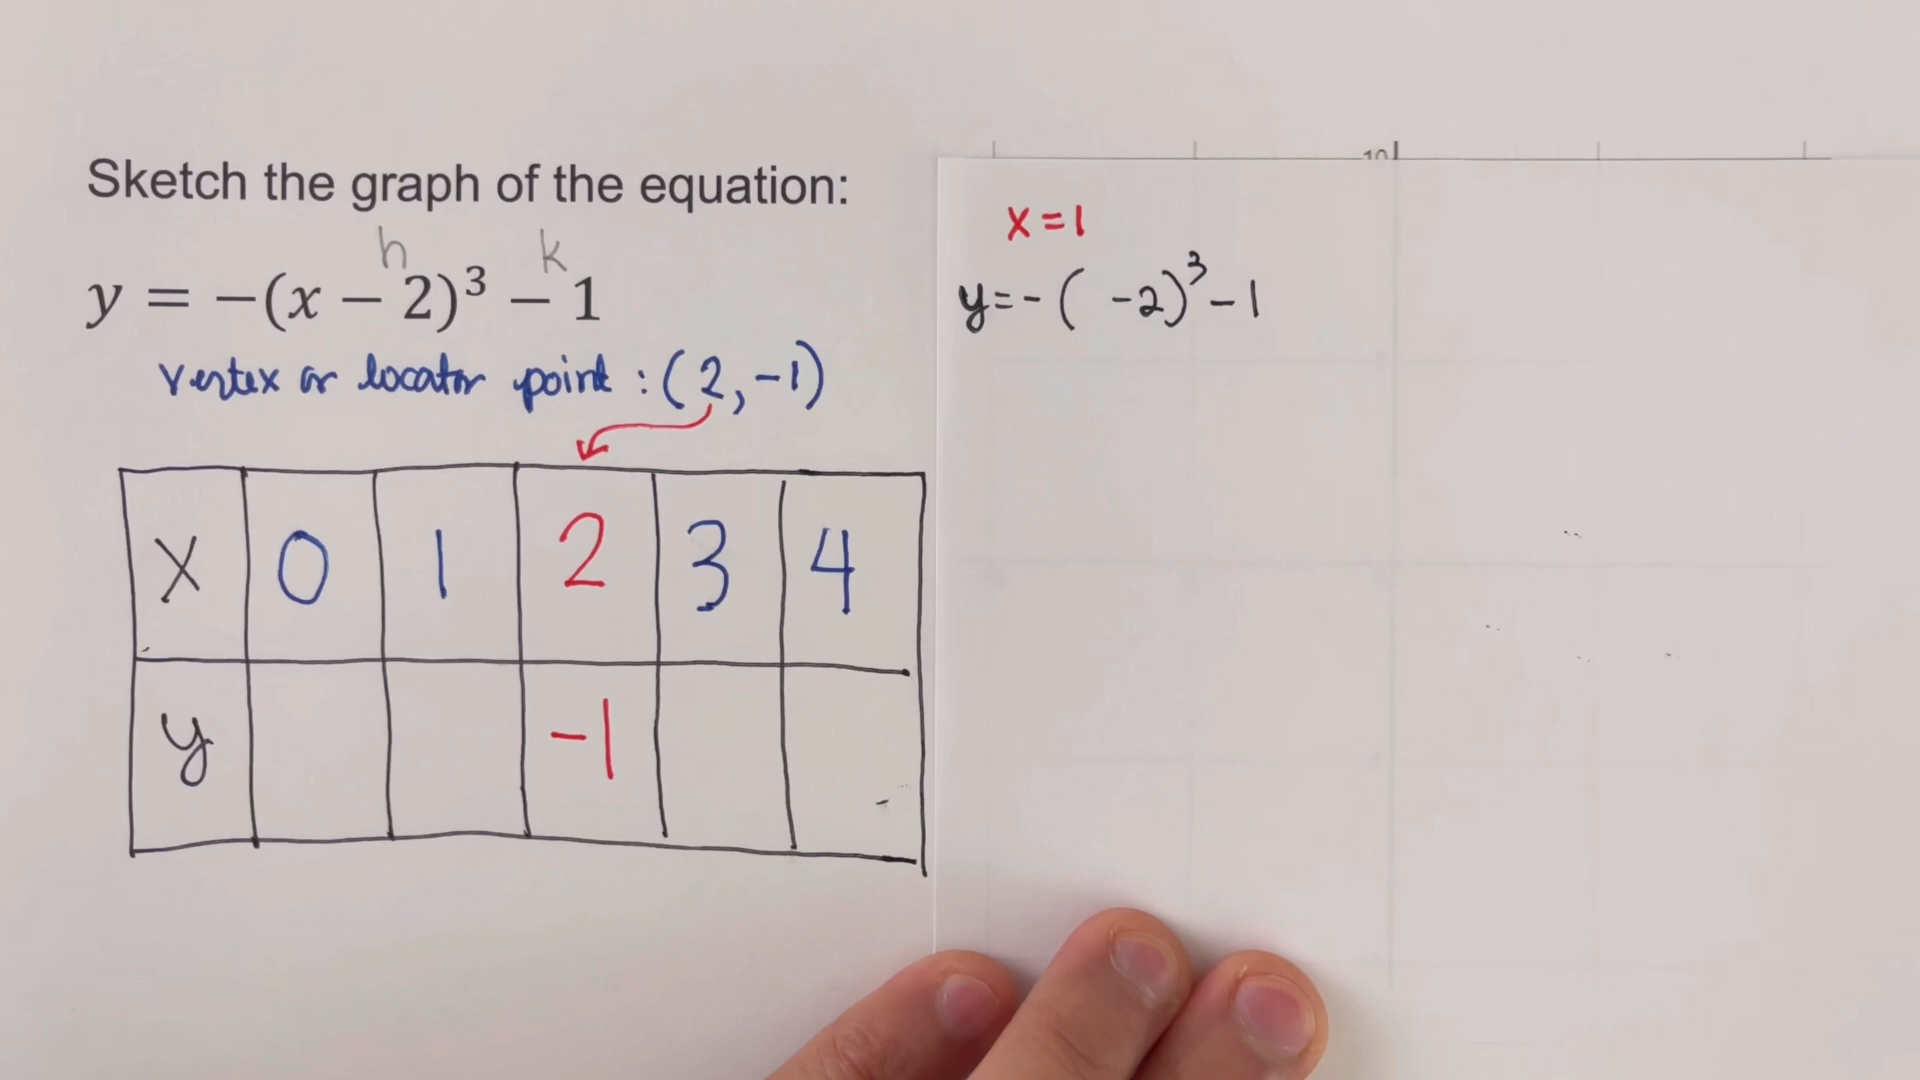 Sketch the graph of the equation:
h k
y = −(x − 2)³ − 1
vertex or locator point : (2, -1)
x 0 1 2 3 4
y -1
10
x = 1
y = - ( -2)³ - 1